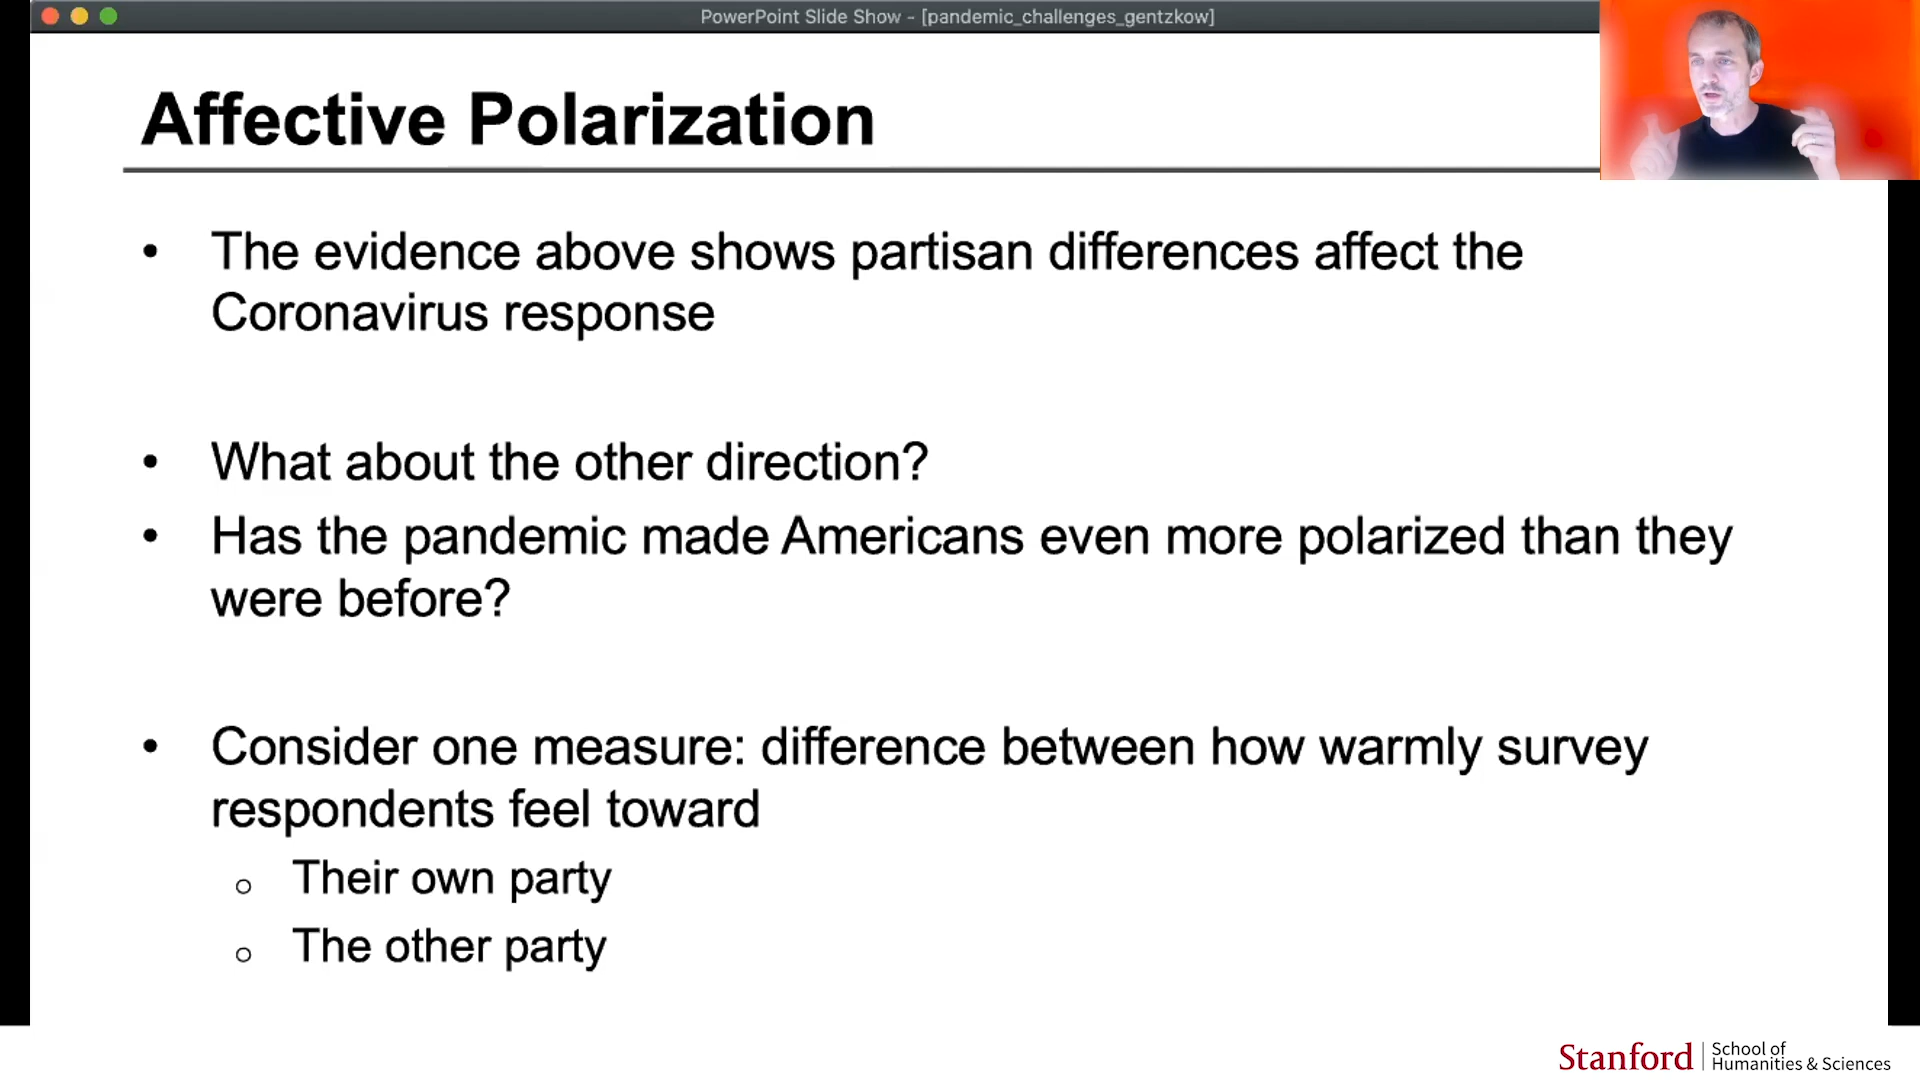 PowerPoint Slide Show - [pandemic_challenges_gentzkow]
Affective Polarization
• The evidence above shows partisan differences affect the
Coronavirus response
• What about the other direction?
• Has the pandemic made Americans even more polarized than they
were before?
• Consider one measure: difference between how warmly survey
respondents feel toward
o Their own party
o The other party
Stanford | School of
Humanities & Sciences